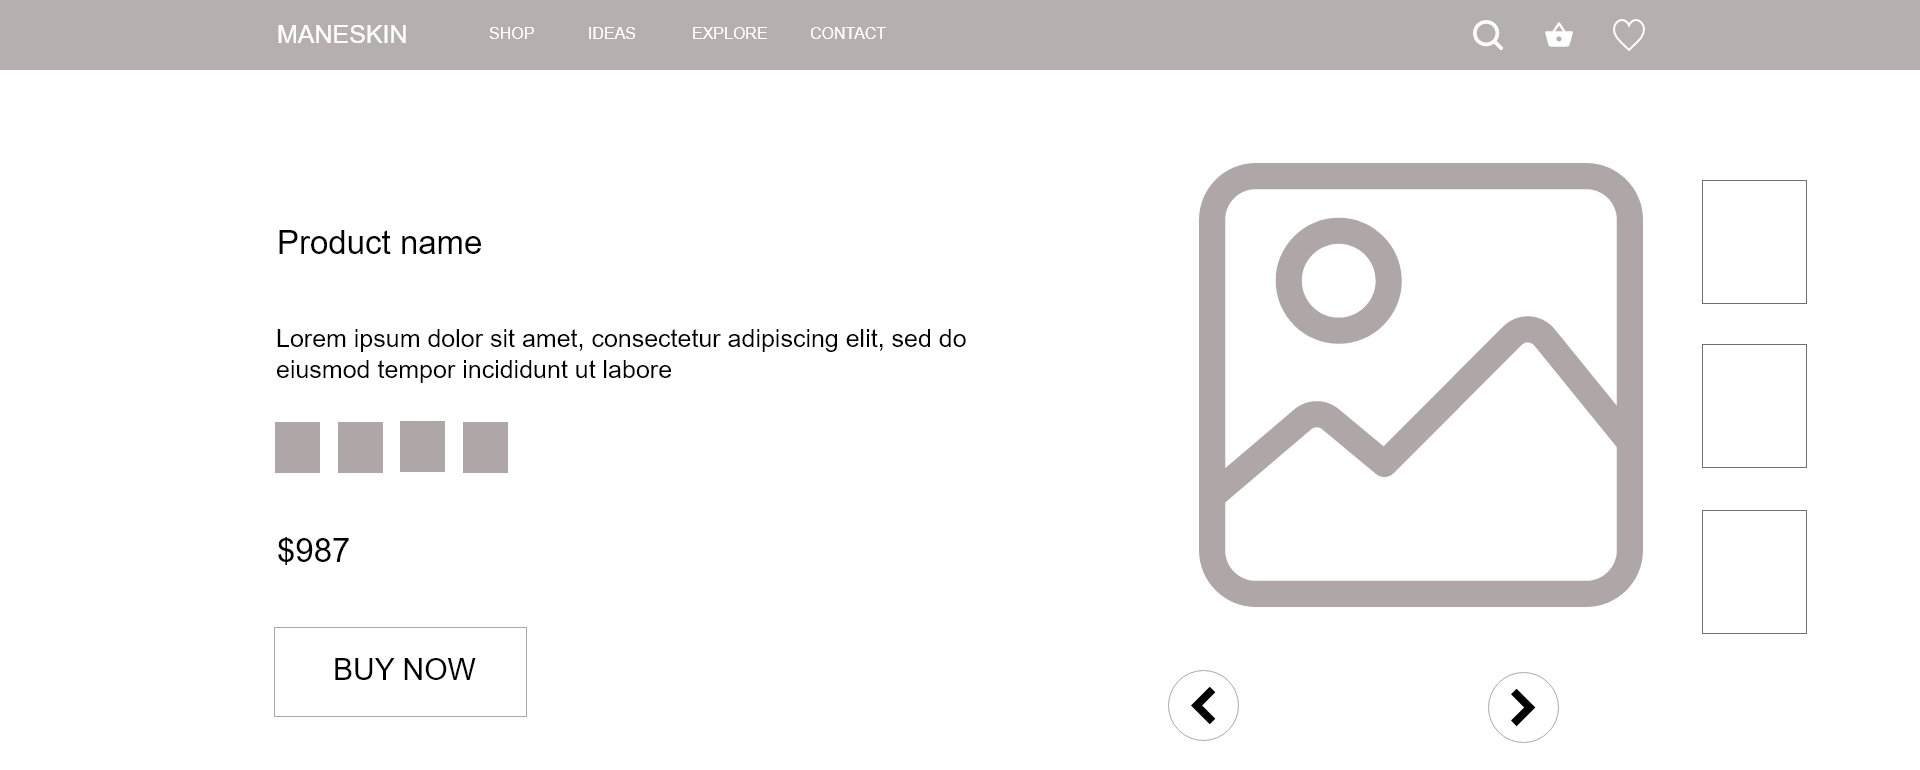 MANESKIN SHOP IDEAS EXPLORE CONTACT
Product name
Lorem ipsum dolor sit amet, consectetur adipiscing elit, sed do
eiusmod tempor incididunt ut labore
$987
BUY NOW